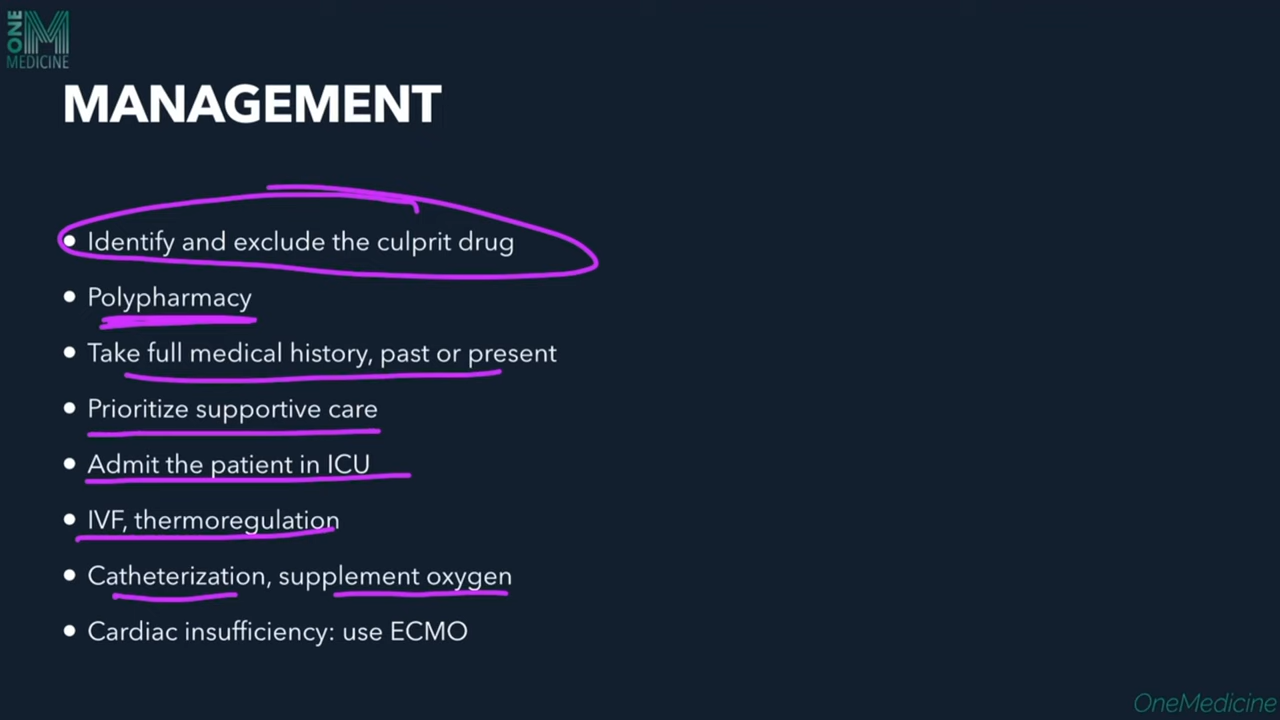 ONE
M
MEDICINE
MANAGEMENT
• Identify and exclude the culprit drug
• Polypharmacy
• Take full medical history, past or present
• Prioritize supportive care
• Admit the patient in ICU
• IVF, thermoregulation
• Catheterization, supplement oxygen
• Cardiac insufficiency: use ECMO
OneMedicine